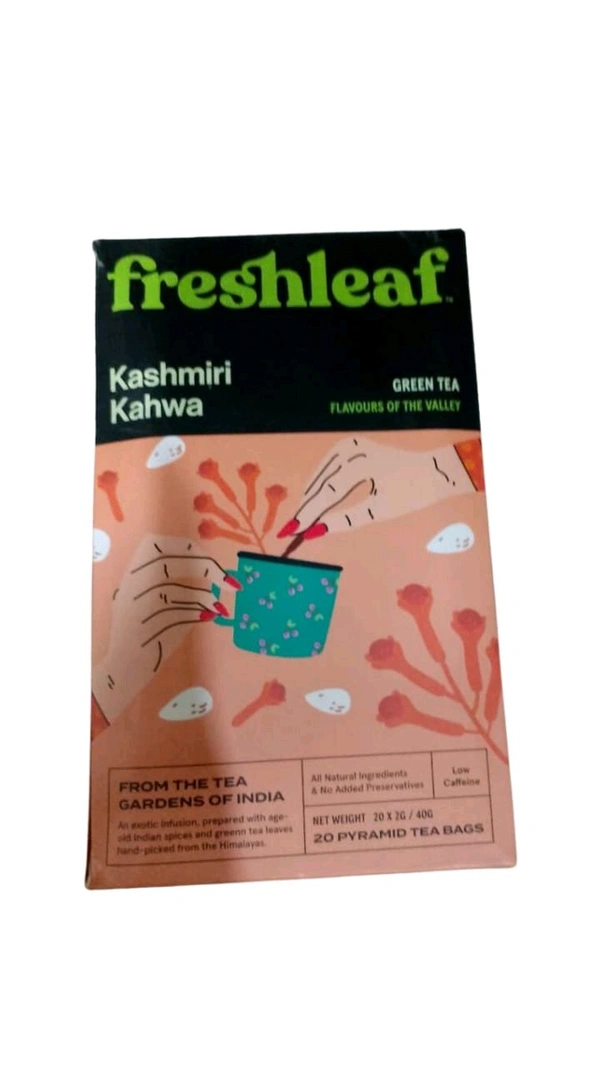 freshleaf™
Kashmiri
Kahwa
GREEN TEA
FLAVOURS OF THE VALLEY
FROM THE TEA
GARDENS OF INDIA
An exotic infusion, prepared with age-
old Indian spices and greenn tea leaves
hand-picked from the Himalayas.
All Natural Ingredients
& No Added Preservatives
Low
Caffeine
NET WEIGHT 20 X 2G / 40G
20 PYRAMID TEA BAGS